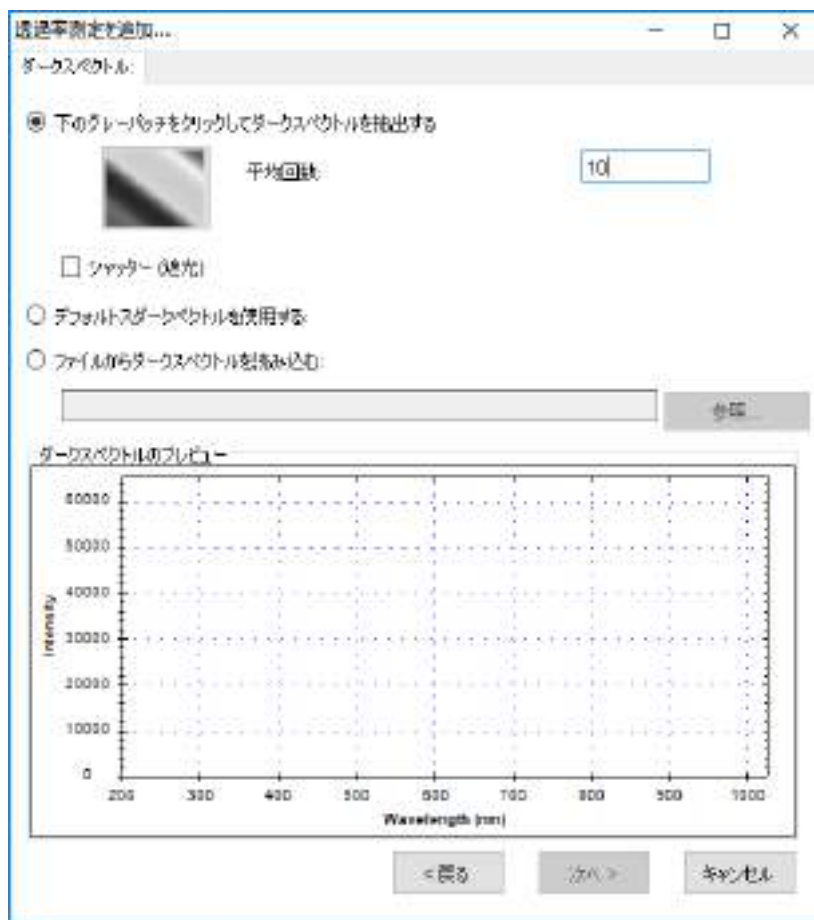 透過率測定を追加...
ダークスペクトル:
下のグレーパッチをクリックしてダークスペクトルを抽出する
平均回数:
10
シャッター (遮光)
デフォルトスダークペクトルを使用する:
ファイルからダークスペクトルを読み込む:
参照...
ダークスペクトルのプレビュー
60000
50000
40000
30000
20000
10000
0
Intensity
200 300 400 500 600 700 800 900 1000
Wavelength (nm)
< 戻る 次へ > キャンセル